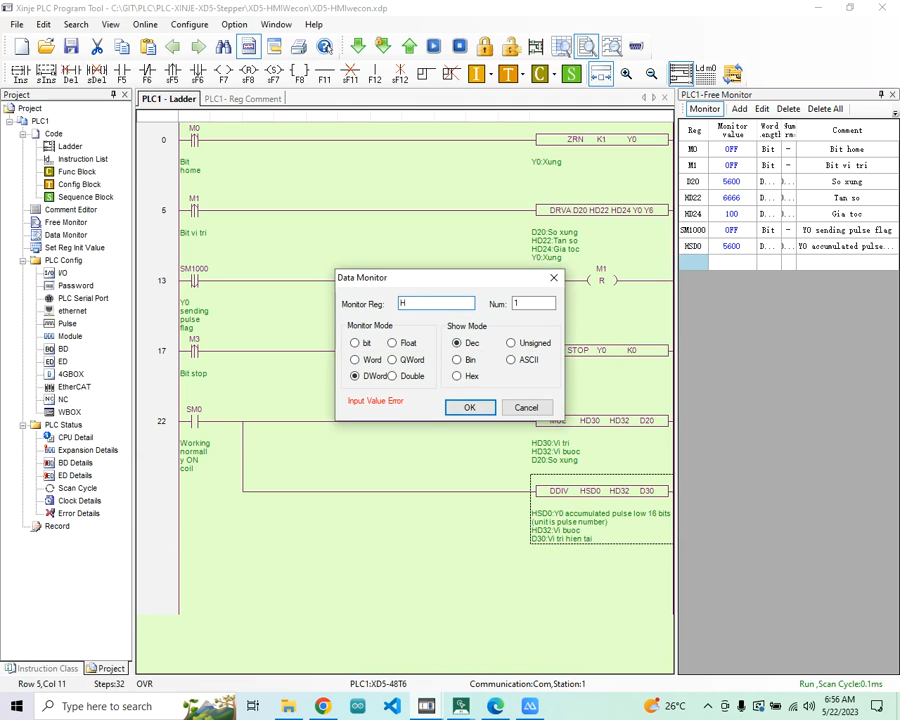 Xinje PLC Program Tool - C:\GIT\PLC\PLC-XINJE-XD5-Stepper\XD5-HMIWecon\XD5-HMIwecon.xdp
File Edit Search View Online Configure Option Window Help
Ins sIns Del sDel F5 F6 sF5 sF6 F7 sF8 sF7 F8 F11 sF11 F12 sF12 I T C S Ld m0
Project
PLC1 - Ladder PLC1 - Reg Comment
PLC1-Free Monitor
Project
PLC1
Code
Ladder
Instruction List
Func Block
Config Block
Sequence Block
Comment Editor
Free Monitor
Data Monitor
Set Reg Init Value
PLC Config
I/O
Password
PLC Serial Port
ethernet
Pulse
Module
BD
ED
4GBOX
EtherCAT
NC
WBOX
PLC Status
CPU Detail
Expansion Details
BD Details
ED Details
Scan Cycle
Clock Details
Error Details
Record
Instruction Class Project
0 M0 ZRN K1 Y0
Bit home
Y0:Xung
5 M1 DRVA D20 HD22 HD24 Y0 Y6
Bit vi tri
D20:So xung
HD22:Tan so
HD24:Gia toc
Y0:Xung
13 SM1000 M1
( R )
Y0
sending
pulse
flag
17 M3 STOP Y0 K0
Bit stop
22 SM0 HD30 HD32 D20
Working
normall
y ON
coil
HD30:Vi tri
HD32:Vi buoc
D20:So xung
DDIV HSD0 HD32 D30
HSD0:Y0 accumulated pulse low 16 bits
(unit is pulse number)
HD32:Vi buoc
D30:Vi tri hien tai
Data Monitor
Monitor Reg: H Num: 1
Monitor Mode
bit Float
Word QWord
DWord Double
Show Mode
Dec Unsigned
Bin ASCII
Hex
Input Value Error
OK Cancel
Monitor Add Edit Delete Delete All
Reg Monitor value Word Num Comment
M0 OFF Bit - Bit home
M1 OFF Bit - Bit vi tri
D20 5600 D... D... So xung
HD22 6666 D... D... Tan so
HD24 100 D... D... Gia toc
SM1000 OFF Bit - Y0 sending pulse flag
HSD0 5600 D... D... Y0 accumulated pulse...
Row 5,Col 11 Steps:32 OVR PLC1:XD5-48T6 Communication:Com,Station:1 Run ,Scan Cycle:0.1ms
Type here to search 26°C 6:56 AM
5/22/2023